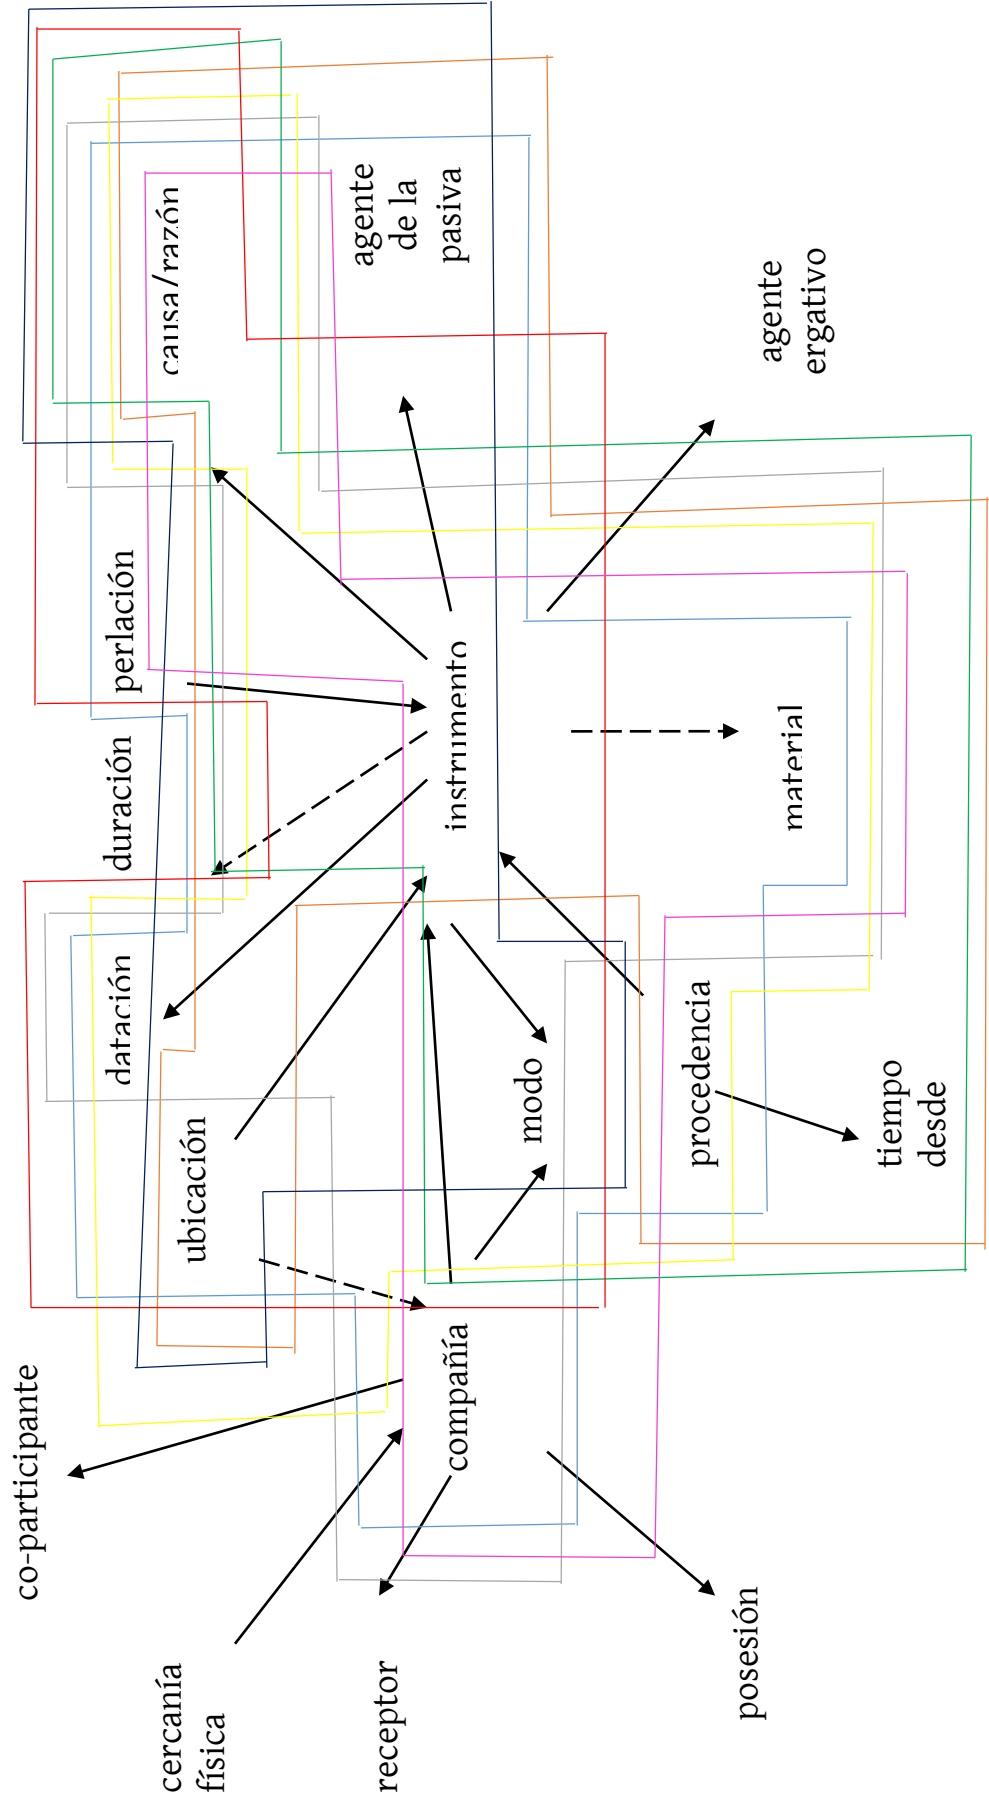 co-participante
datación
duración
perlación
causa/razón
cercanía
física
ubicación
agente
de la
pasiva
receptor
compañía
instrumento
modo
procedencia
posesión
agente
ergativo
material
tiempo
desde